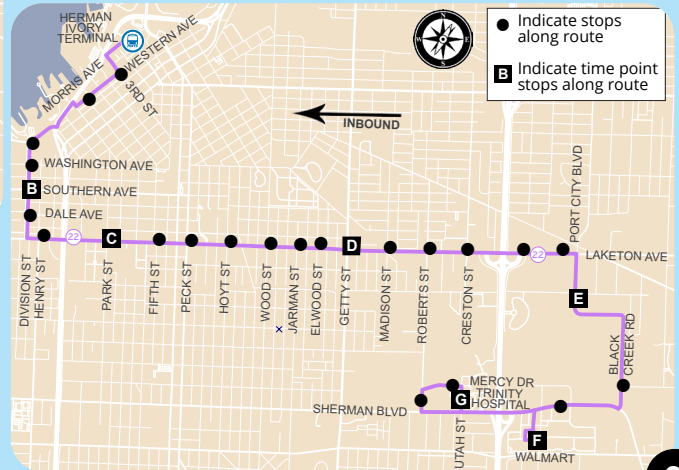 HERMAN
IVORY
TERMINAL
WESTERN AVE
MORRIS AVE
3RD ST
N
W
E
S
Indicate stops
along route
B Indicate time point
stops along route
INBOUND
WASHINGTON AVE
B SOUTHERN AVE
DALE AVE
22
C
D
22
LAKETON AVE
PORT CITY BLVD
DIVISION ST
HENRY ST
PARK ST
FIFTH ST
PECK ST
HOYT ST
WOOD ST
JARMAN ST
ELWOOD ST
GETTY ST
MADISON ST
ROBERTS ST
CRESTON ST
E
BLACK
CREEK RD
MERCY DR
TRINITY
HOSPITAL
G
SHERMAN BLVD
UTAH ST
F
WALMART